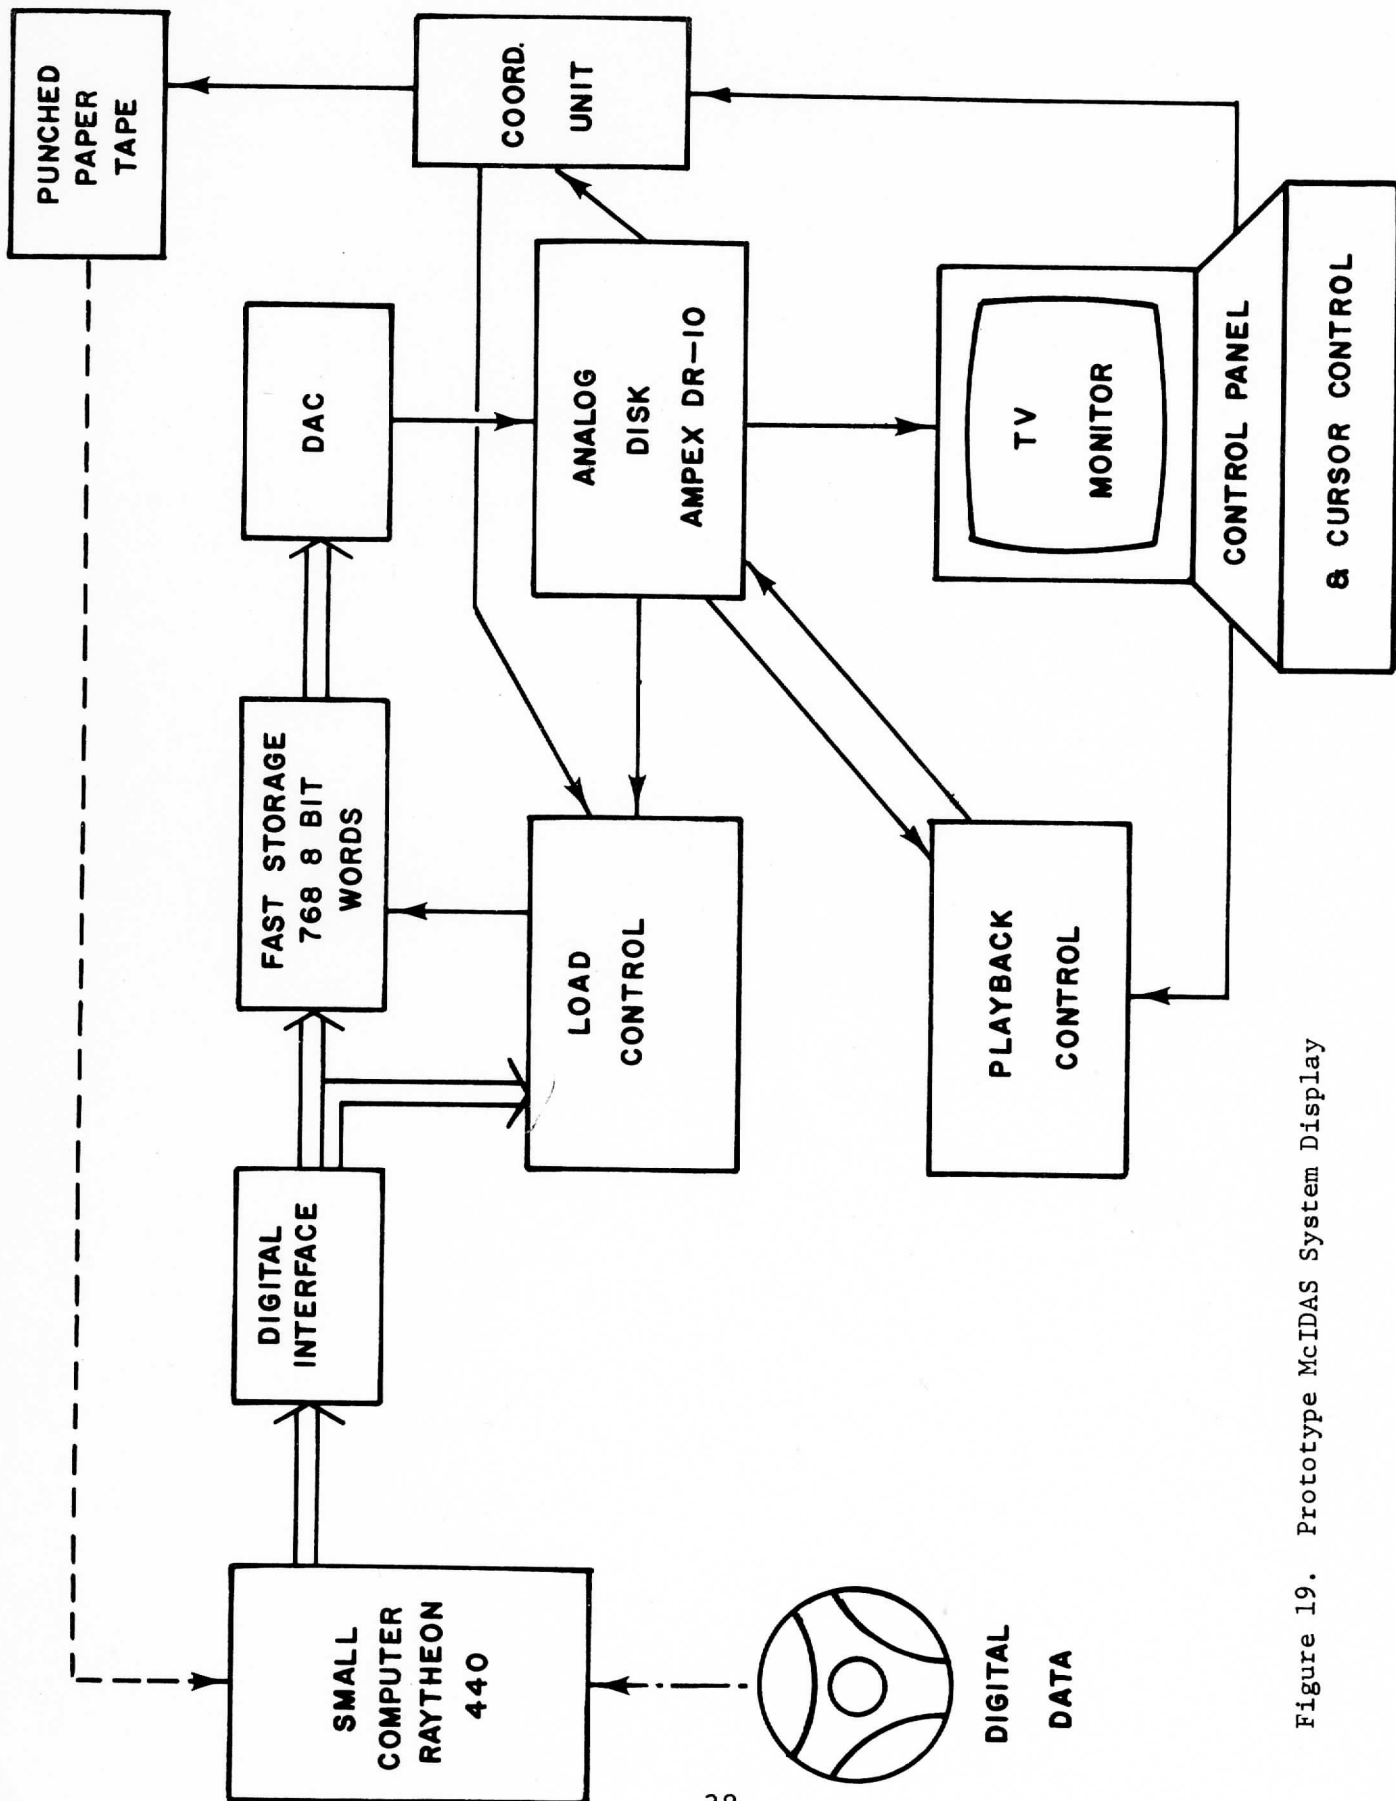 PUNCHED
PAPER
TAPE
COORD.
UNIT
DAC
ANALOG
DISK
AMPEX DR-10
TV
MONITOR
CONTROL PANEL
& CURSOR CONTROL
FAST STORAGE
768 8 BIT
WORDS
LOAD
CONTROL
PLAYBACK
CONTROL
DIGITAL
INTERFACE
SMALL
COMPUTER
RAYTHEON
440
DIGITAL
DATA
Figure 19. Prototype McIDAS System Display